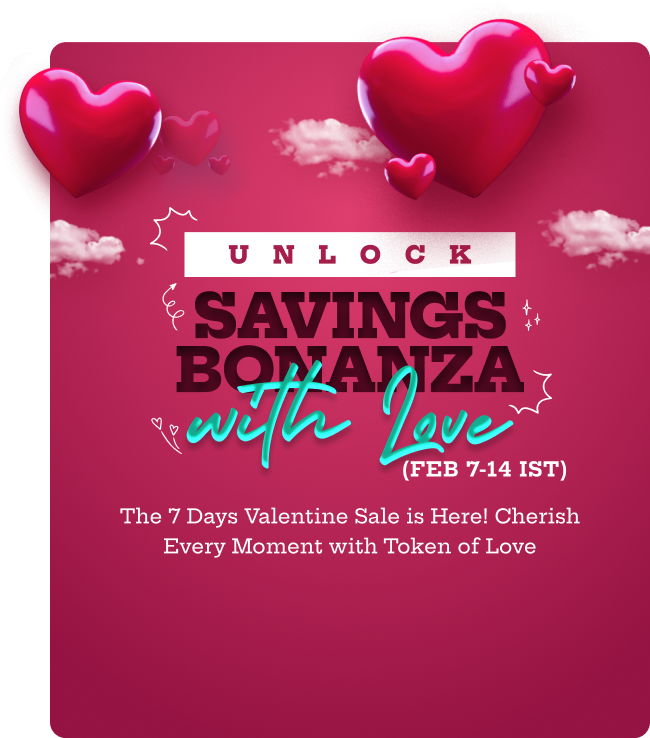 UNLOCK
SAVINGS
BONANZA
with Love
(FEB 7-14 IST)
The 7 Days Valentine Sale is Here! Cherish
Every Moment with Token of Love